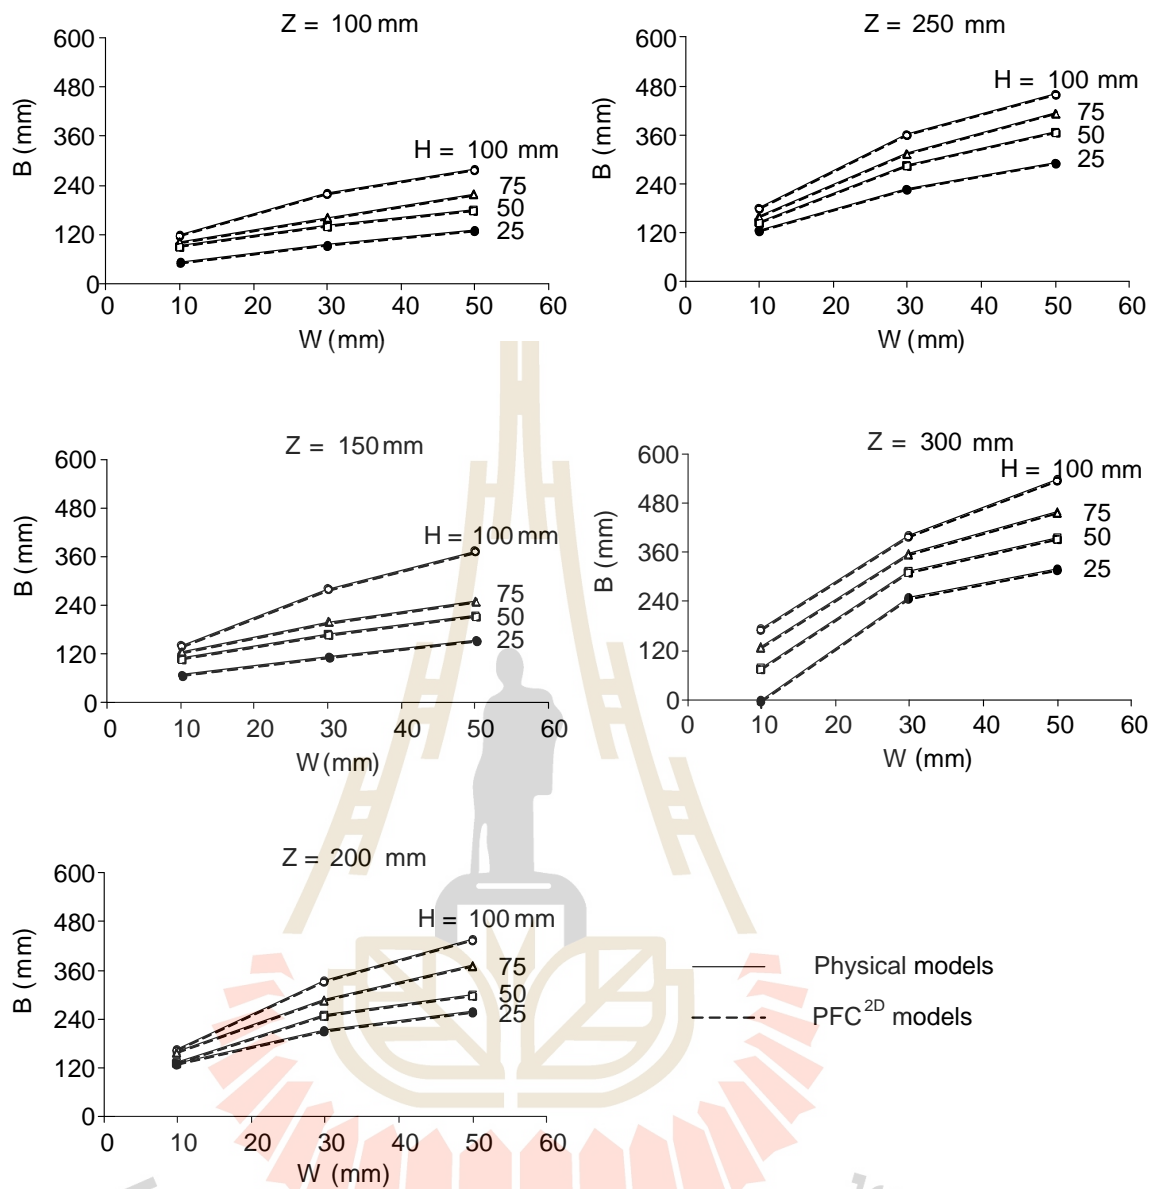 Z = 100 mm
600
480
360
240
120
0
B (mm)
H = 100 mm
75
50
25
0 10 20 30 40 50 60
W (mm)
Z = 250 mm
600
480
360
240
120
0
B (mm)
H = 100 mm
75
50
25
0 10 20 30 40 50 60
W (mm)
Z = 150 mm
600
480
360
240
120
0
B (mm)
H = 100 mm
75
50
25
0 10 20 30 40 50 60
W (mm)
Z = 300 mm
600
480
360
240
120
0
B (mm)
H = 100 mm
75
50
25
0 10 20 30 40 50 60
W (mm)
Z = 200 mm
600
480
360
240
120
0
B (mm)
H = 100 mm
75
50
25
0 10 20 30 40 50 60
W (mm)
Physical models
PFC2D models